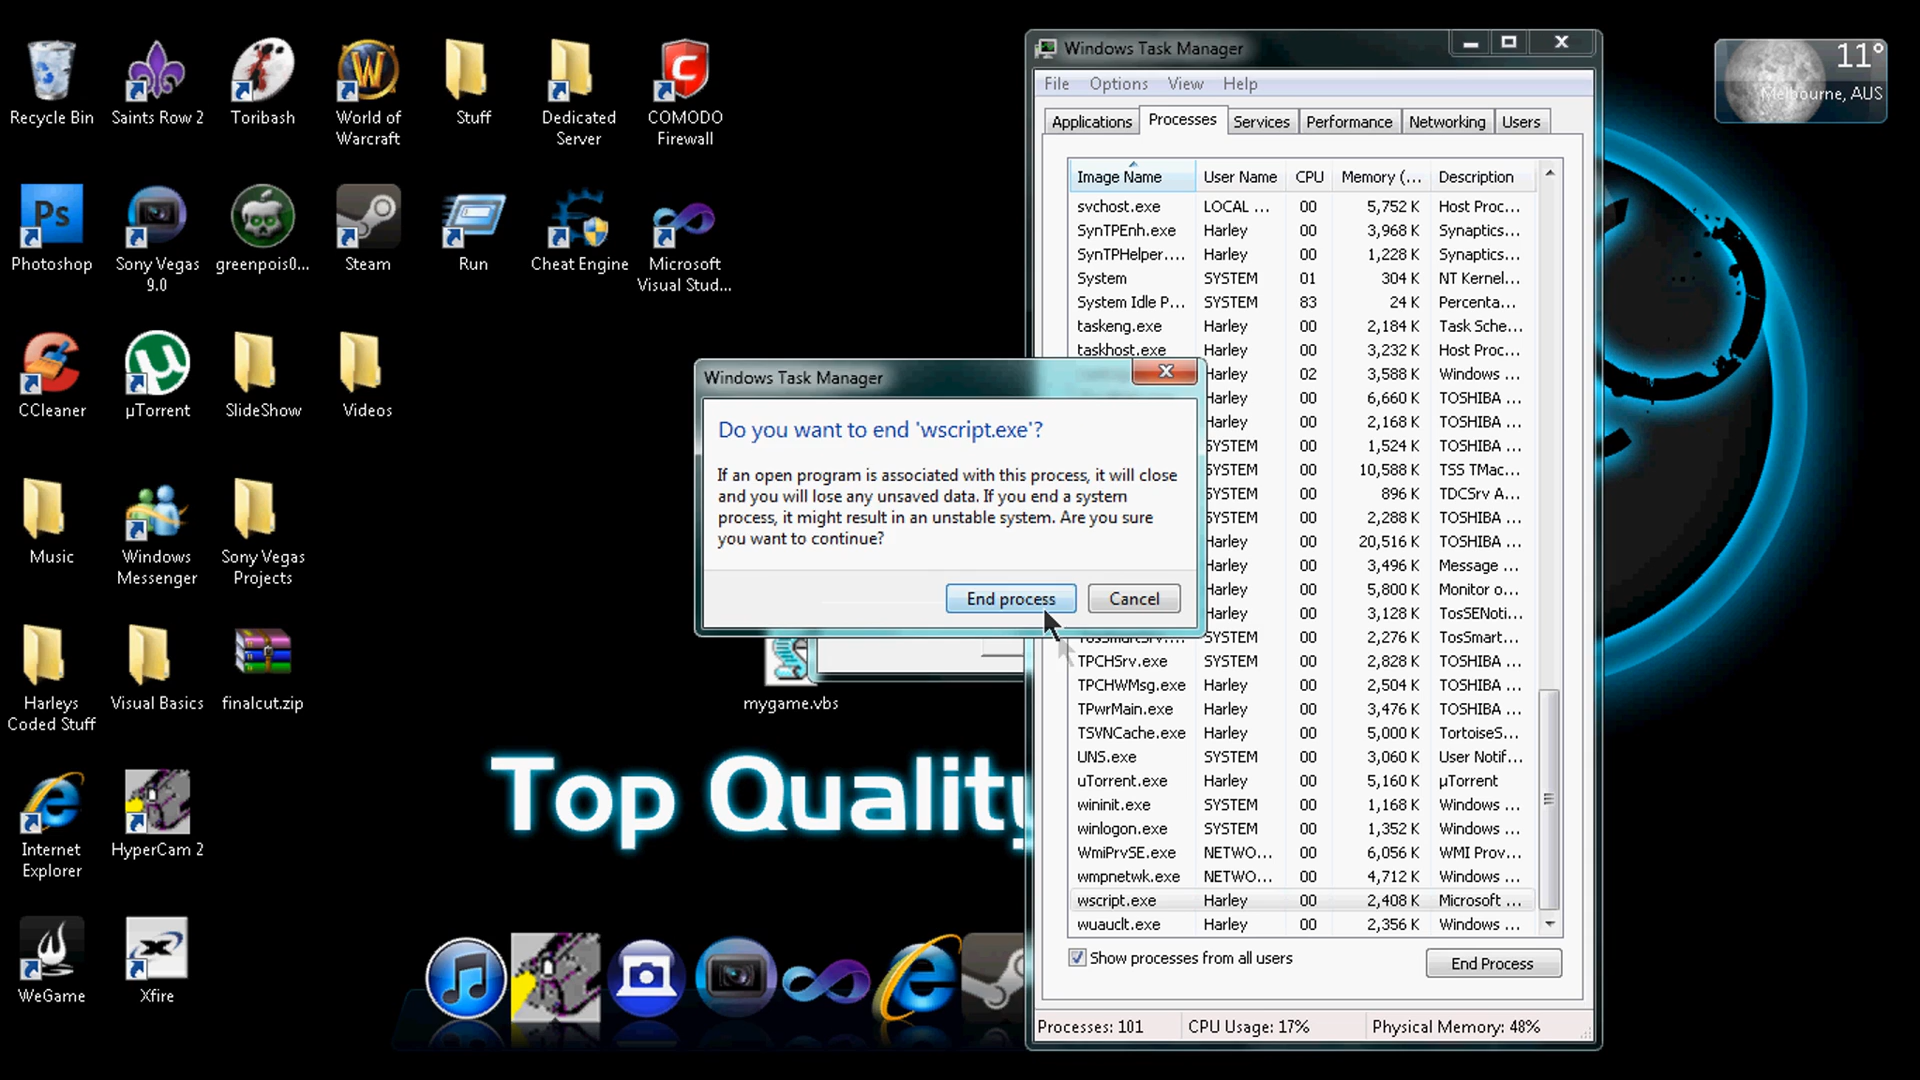 Recycle Bin
Saints Row 2
Toribash
World of
Warcraft
Stuff
Dedicated
Server
COMODO
Firewall
Ps
Photoshop
Sony Vegas
9.0
greenpois0...
Steam
Run
Cheat Engine
Microsoft
Visual Stud...
CCleaner
µTorrent
SlideShow
Videos
Music
Windows
Messenger
Sony Vegas
Projects
Harleys
Coded Stuff
Visual Basics
finalcut.zip
Internet
Explorer
HyperCam 2
WeGame
Xfire
mygame.vbs
Top Quality
11°
Melbourne, AUS
Windows Task Manager
Do you want to end 'wscript.exe'?
If an open program is associated with this process, it will close
and you will lose any unsaved data. If you end a system
process, it might result in an unstable system. Are you sure
you want to continue?
End process Cancel
Windows Task Manager
File Options View Help
Applications Processes Services Performance Networking Users
Image Name User Name CPU Memory (... Description
svchost.exe LOCAL ... 00 5,752 K Host Proc...
SynTPEnh.exe Harley 00 3,968 K Synaptics...
SynTPHelper.... Harley 00 1,228 K Synaptics...
System SYSTEM 01 304 K NT Kernel...
System Idle P... SYSTEM 83 24 K Percenta...
taskeng.exe Harley 00 2,184 K Task Sche...
taskhost.exe Harley 00 3,232 K Host Proc...
Harley 02 3,588 K Windows ...
Harley 00 6,660 K TOSHIBA ...
Harley 00 2,168 K TOSHIBA ...
SYSTEM 00 1,524 K TOSHIBA ...
SYSTEM 00 10,588 K TSS TMac...
SYSTEM 00 896 K TDCSrv A...
SYSTEM 00 2,288 K TOSHIBA ...
Harley 00 20,516 K TOSHIBA ...
Harley 00 3,496 K Message ...
Harley 00 5,800 K Monitor o...
Harley 00 3,128 K TosSENoti...
TosSmartSrv.... SYSTEM 00 2,276 K TosSmart...
TPCHSrv.exe SYSTEM 00 2,828 K TOSHIBA ...
TPCHWMsg.exe Harley 00 2,504 K TOSHIBA ...
TPwrMain.exe Harley 00 3,476 K TOSHIBA ...
TSVNCache.exe Harley 00 5,000 K TortoiseS...
UNS.exe SYSTEM 00 3,060 K User Notif...
uTorrent.exe Harley 00 5,160 K µTorrent
wininit.exe SYSTEM 00 1,168 K Windows ...
winlogon.exe SYSTEM 00 1,352 K Windows ...
WmiPrvSE.exe NETWO... 00 6,056 K WMI Prov...
wmpnetwk.exe NETWO... 00 4,712 K Windows ...
wscript.exe Harley 00 2,408 K Microsoft ...
wuauclt.exe Harley 00 2,356 K Windows ...
Show processes from all users End Process
Processes: 101 CPU Usage: 17% Physical Memory: 48%